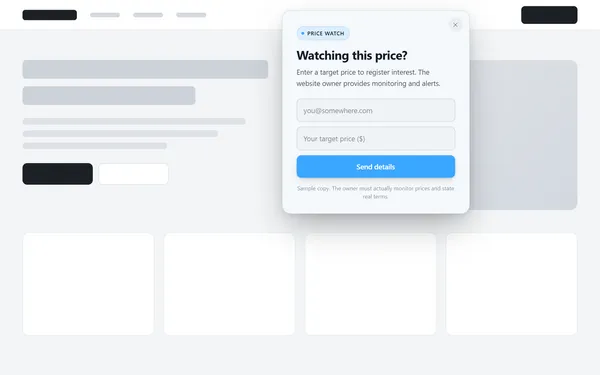 PRICE WATCH
Watching this price?
Enter a target price to register interest. The
website owner provides monitoring and alerts.
you@somewhere.com
Your target price ($)
Send details
Sample copy. The owner must actually monitor prices and state
real terms.